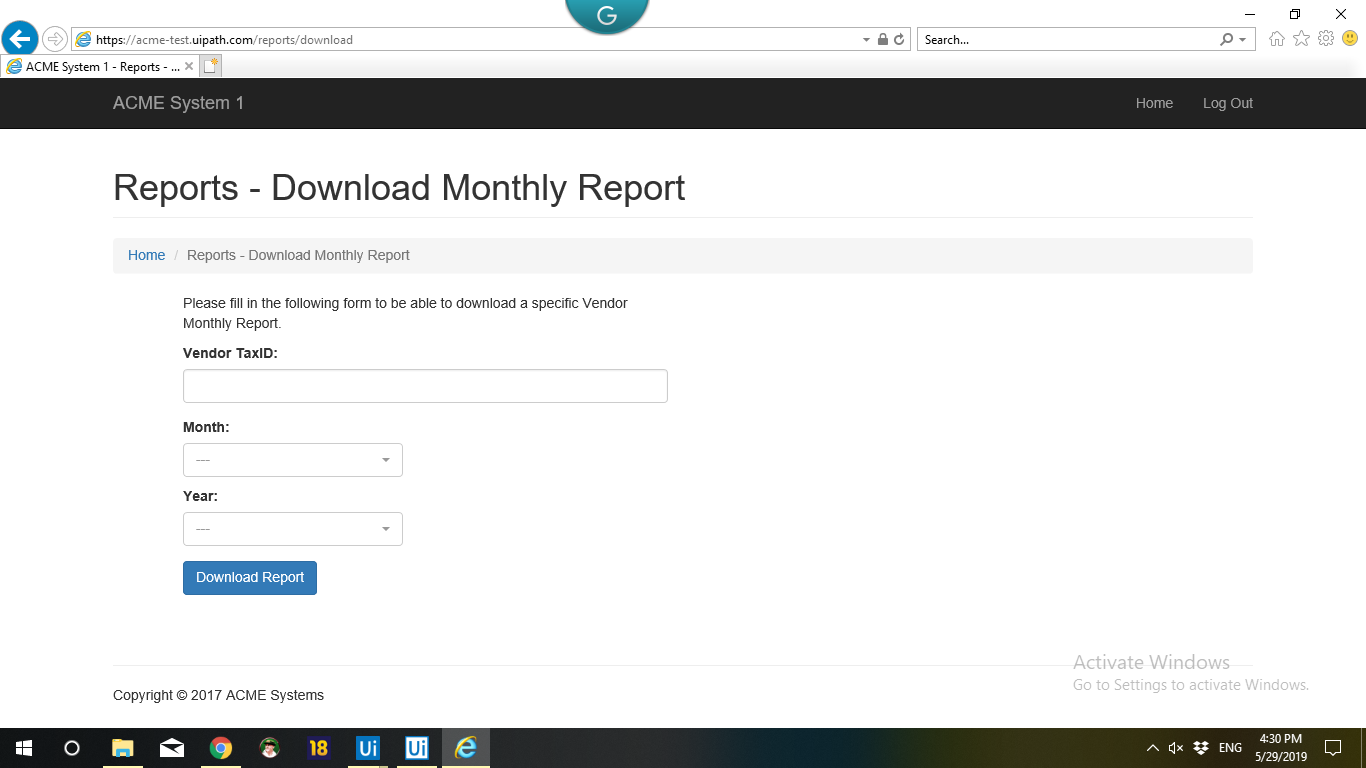 G
https://acme-test.uipath.com/reports/download
Search...
ACME System 1 - Reports - ...
ACME System 1
Home
Log Out
Reports - Download Monthly Report
Home / Reports - Download Monthly Report
Please fill in the following form to be able to download a specific Vendor
Monthly Report.
Vendor TaxID:
Month:
---
Year:
---
Download Report
Activate Windows
Go to Settings to activate Windows.
Copyright © 2017 ACME Systems
18
Ui
Ui
ENG
4:30 PM
5/29/2019